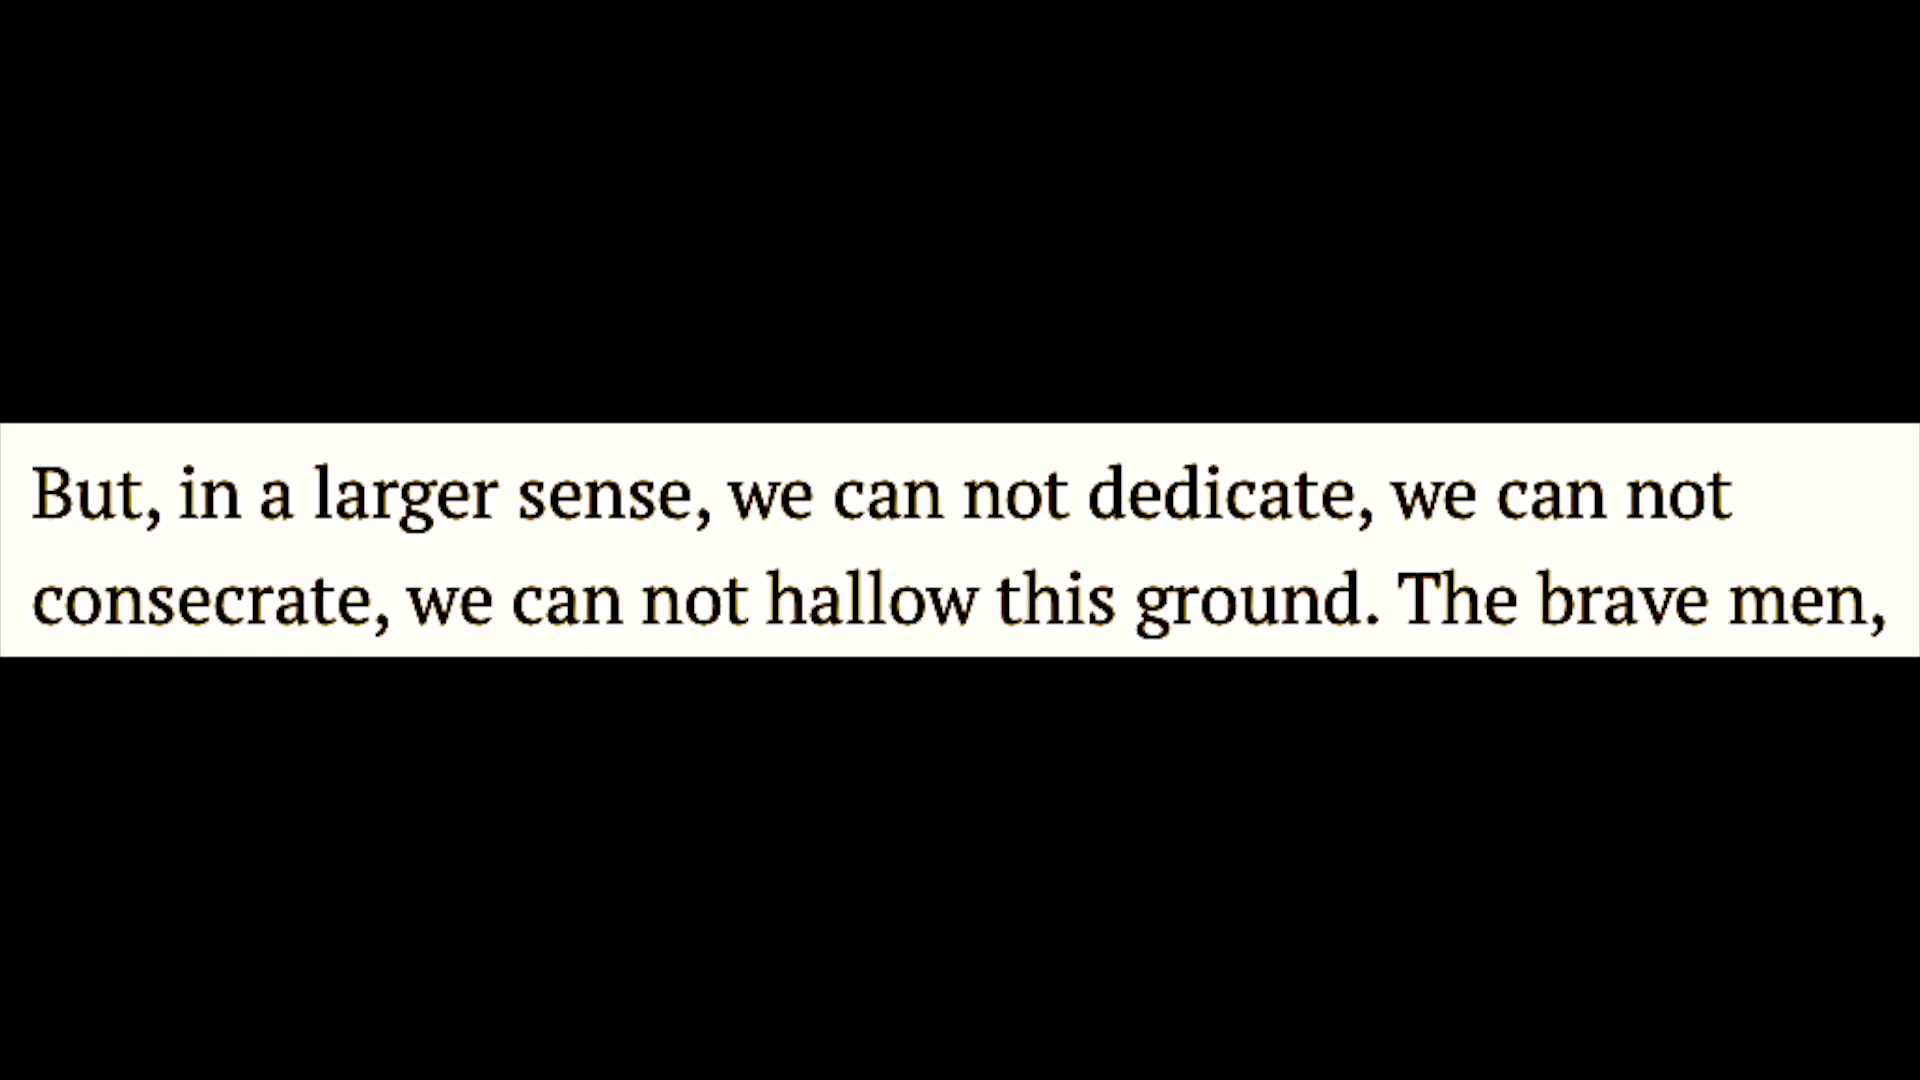 But, in a larger sense, we can not dedicate, we can not
consecrate, we can not hallow this ground. The brave men,